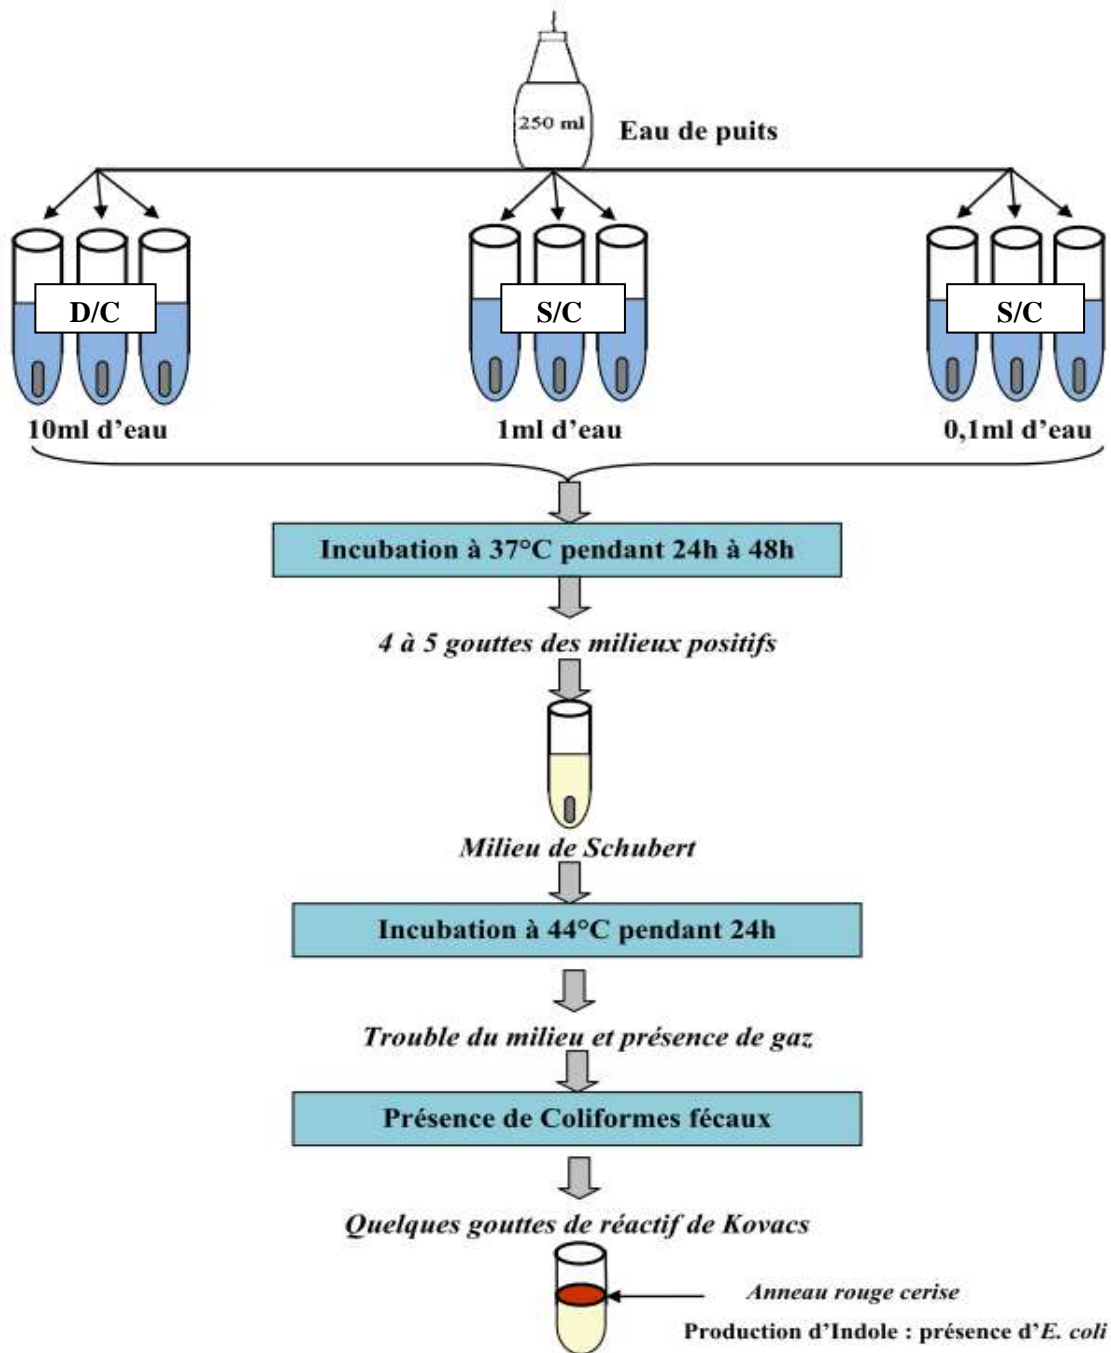 250 ml
Eau de puits
D/C
S/C
S/C
10ml d’eau
1ml d’eau
0,1ml d’eau
Incubation à 37°C pendant 24h à 48h
4 à 5 gouttes des milieux positifs
Milieu de Schubert
Incubation à 44°C pendant 24h
Trouble du milieu et présence de gaz
Présence de Coliformes fécaux
Quelques gouttes de réactif de Kovacs
Anneau rouge cerise
Production d’Indole : présence d’E. coli